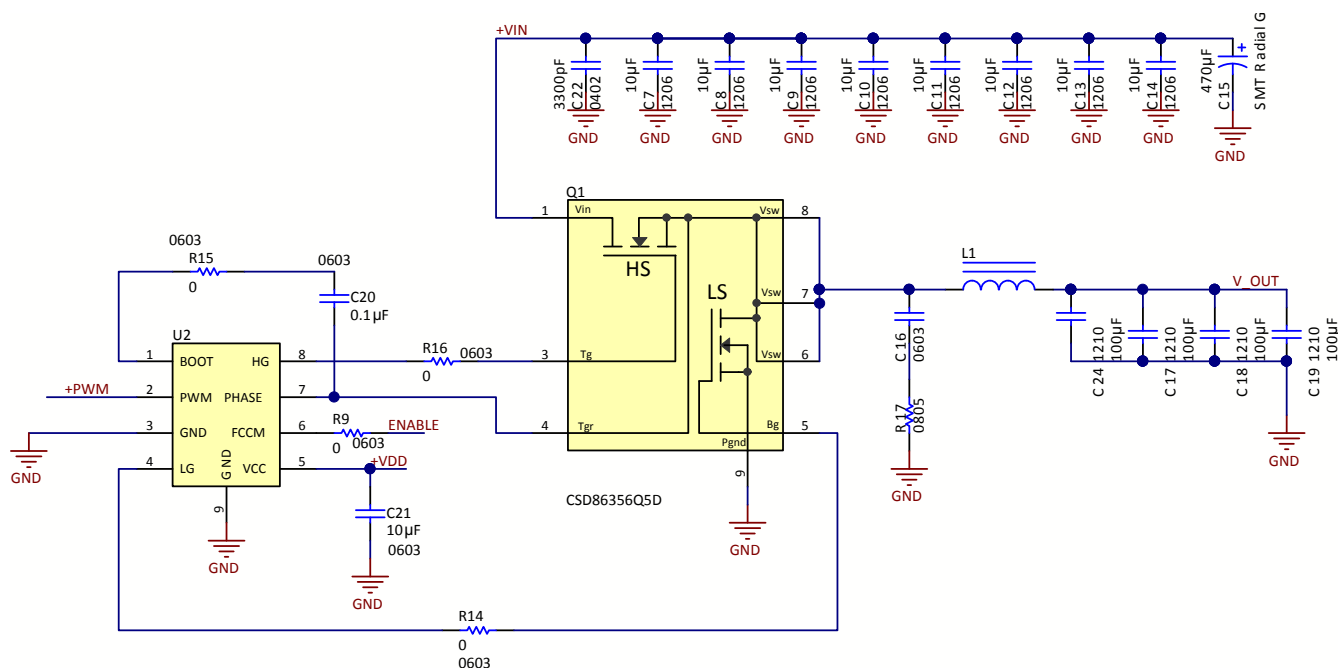 +VIN
3300pF
C22
0402
GND
10µF
C7
1206
GND
10µF
C8
1206
GND
10µF
C9
1206
GND
10µF
C10
1206
GND
10µF
C11
1206
GND
10µF
C12
1206
GND
10µF
C13
1206
GND
10µF
C14
1206
GND
470µF
C15
+
SMT Radial G
GND
Q1
1
Vin
HS
LS
Vsw
8
Vsw
7
Vsw
6
3
Tg
4
Tgr
Bg
5
Pgnd
9
GND
CSD86356Q5D
0603
R15
0
0603
C20
0.1µF
U2
1
BOOT
HG
8
+PWM
2
PWM
PHASE
7
3
GND
FCCM
6
4
LG
VCC
5
GND
9
GND
GND
R16
0603
0
R9
ENABLE
0
0603
+VDD
C21
10µF
0603
GND
R14
0
0603
C16
0603
R17
0805
GND
L1
V_OUT
C24 1210
100µF
C17 1210
100µF
C18 1210
100µF
C19 1210
100µF
GND